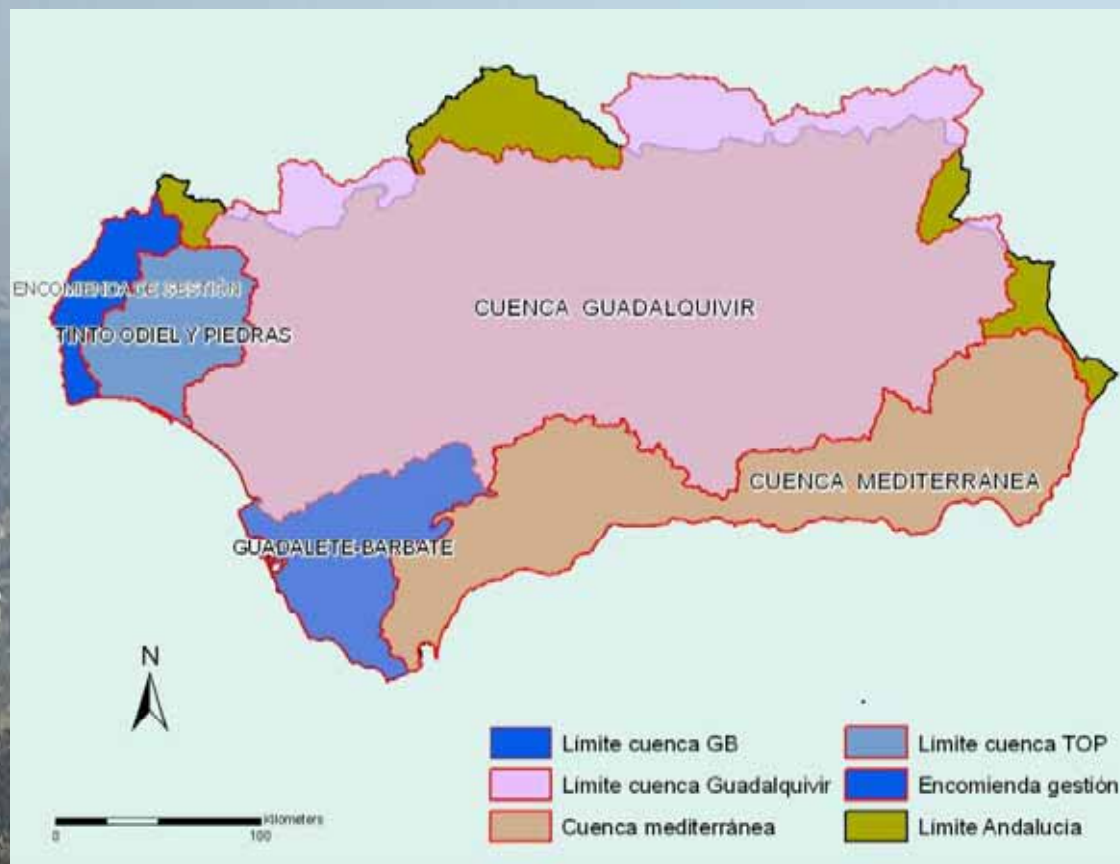 ENCOMIENDA DE GESTIÓN
CUENCA GUADALQUIVIR
TINTO ODIEL Y PIEDRAS
CUENCA MEDITERRÁNEA
GUADALETE-BARBATE
N
Límite cuenca GB
Límite cuenca TOP
Límite cuenca Guadalquivir
Encomienda gestión
Cuenca mediterránea
Límite Andalucía
Kilometers
0 100